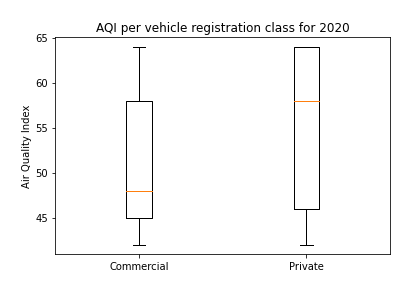 AQI per vehicle registration class for 2020
65
60
55
50
45
Air Quality Index
Commercial
Private